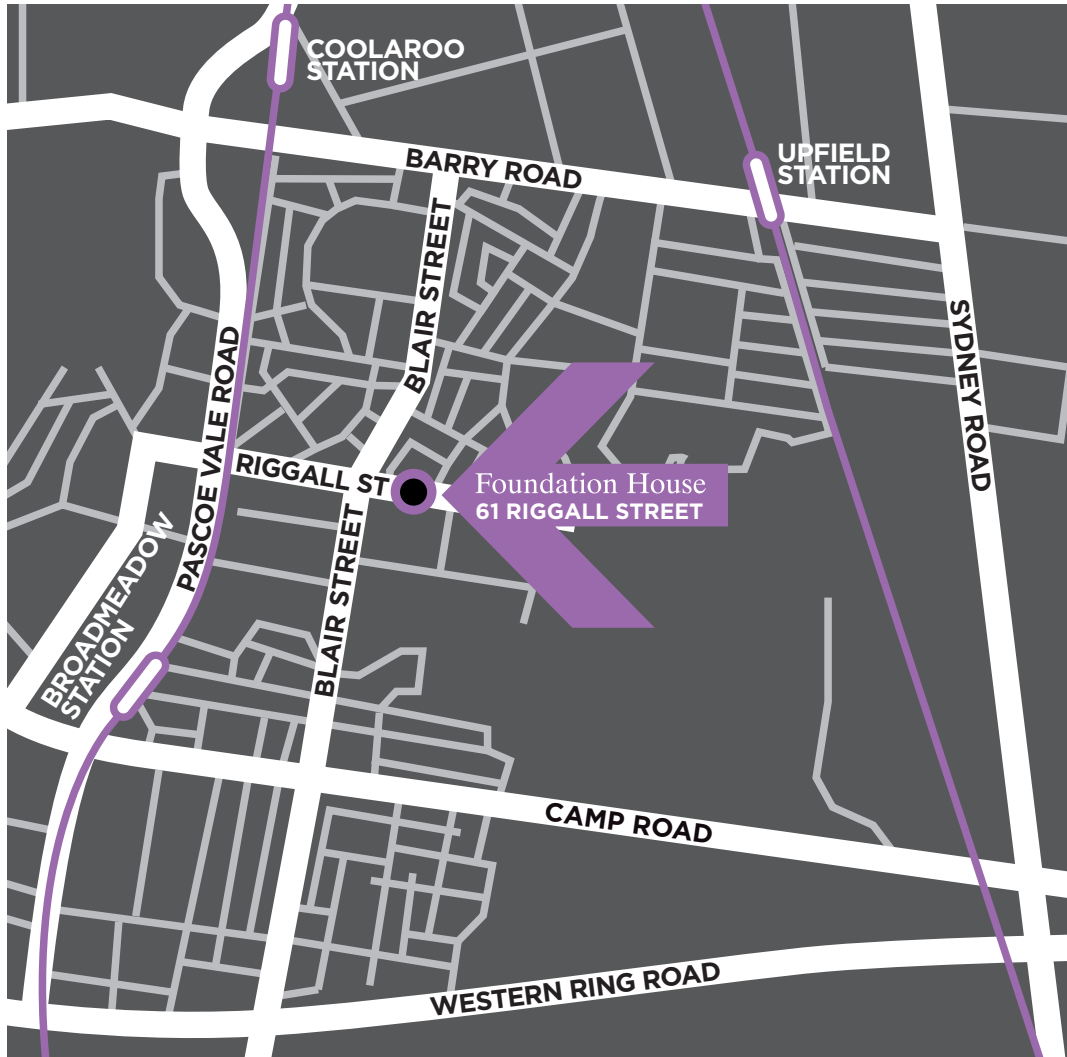 COOLAROO
STATION
BARRY ROAD
UPFIELD
STATION
BLAIR STREET
PASCOE VALE ROAD
SYDNEY ROAD
RIGGALL ST
Foundation House
61 RIGGALL STREET
BLAIR STREET
BROADMEADOW
STATION
CAMP ROAD
WESTERN RING ROAD